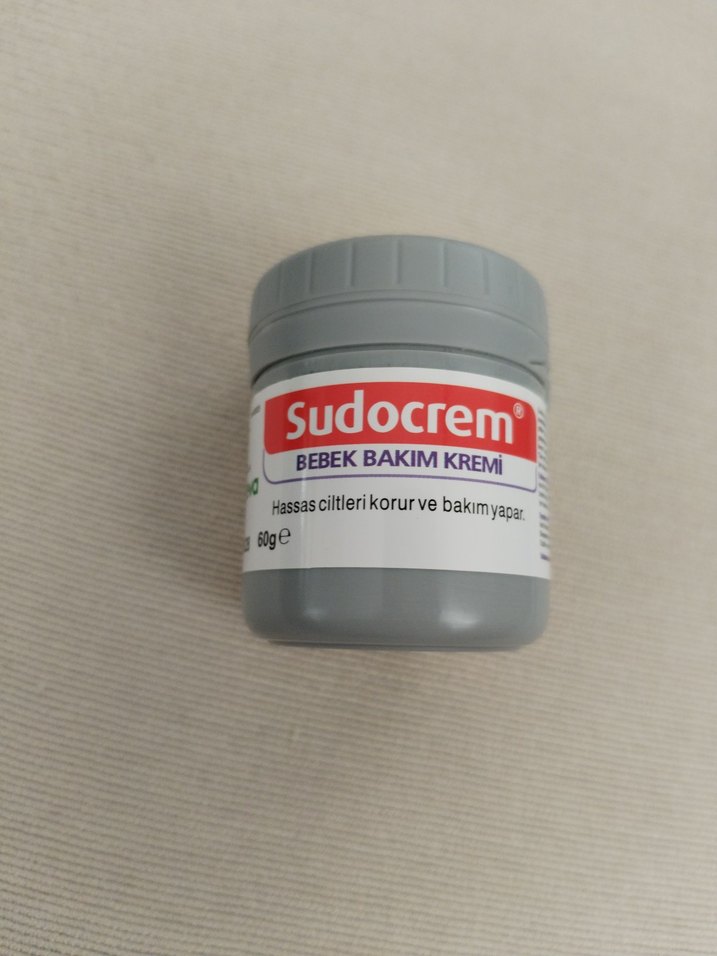 Sudocrem®
BEBEK BAKIM KREMİ
Hassas ciltleri korur ve bakım yapar.
60g ℮